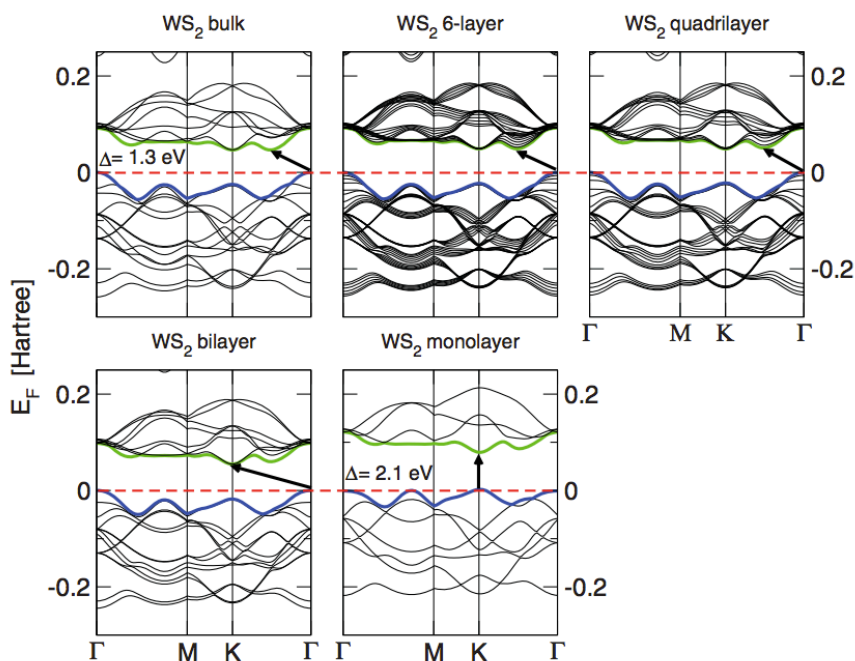 WS2 bulk
WS2 6-layer
WS2 quadrilayer
0.2
0
-0.2
Δ= 1.3 eV
0.2
0
-0.2
Γ M K Γ
E_F [Hartree]
WS2 bilayer
WS2 monolayer
0.2
0
-0.2
Δ= 2.1 eV
0.2
0
-0.2
Γ M K Γ
Γ M K Γ